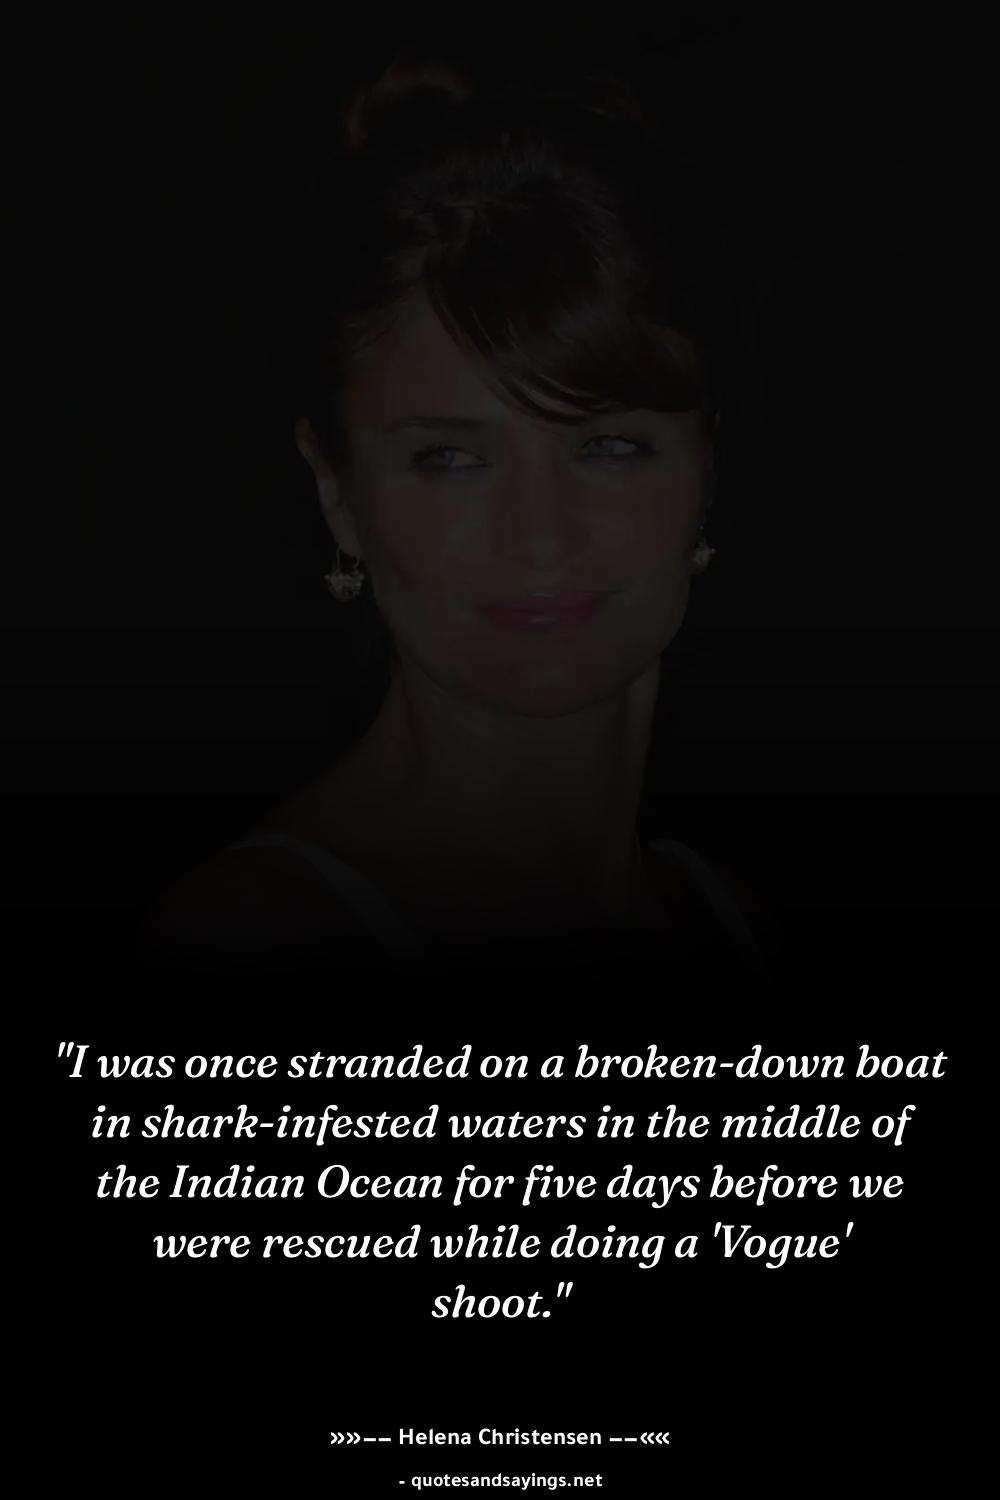 "I was once stranded on a broken-down boat
in shark-infested waters in the middle of
the Indian Ocean for five days before we
were rescued while doing a 'Vogue'
shoot."
»»−− Helena Christensen −−««
- quotesandsayings.net